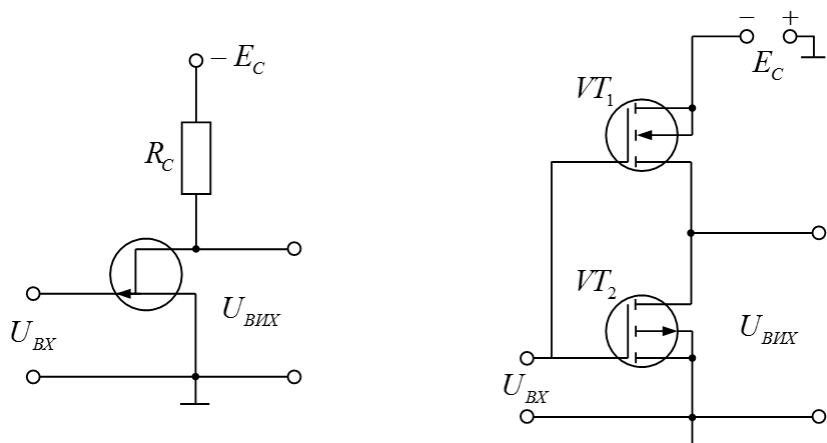 − E_C
R_C
U_ВХ
U_ВИХ
− +
E_C
VT_1
VT_2
U_ВХ
U_ВИХ